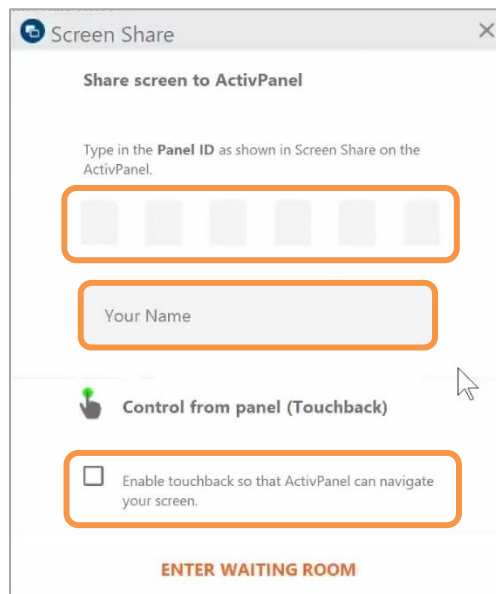 Screen Share
Share screen to ActivPanel
Type in the Panel ID as shown in Screen Share on the
ActivPanel.
Your Name
Control from panel (Touchback)
Enable touchback so that ActivPanel can navigate
your screen.
ENTER WAITING ROOM